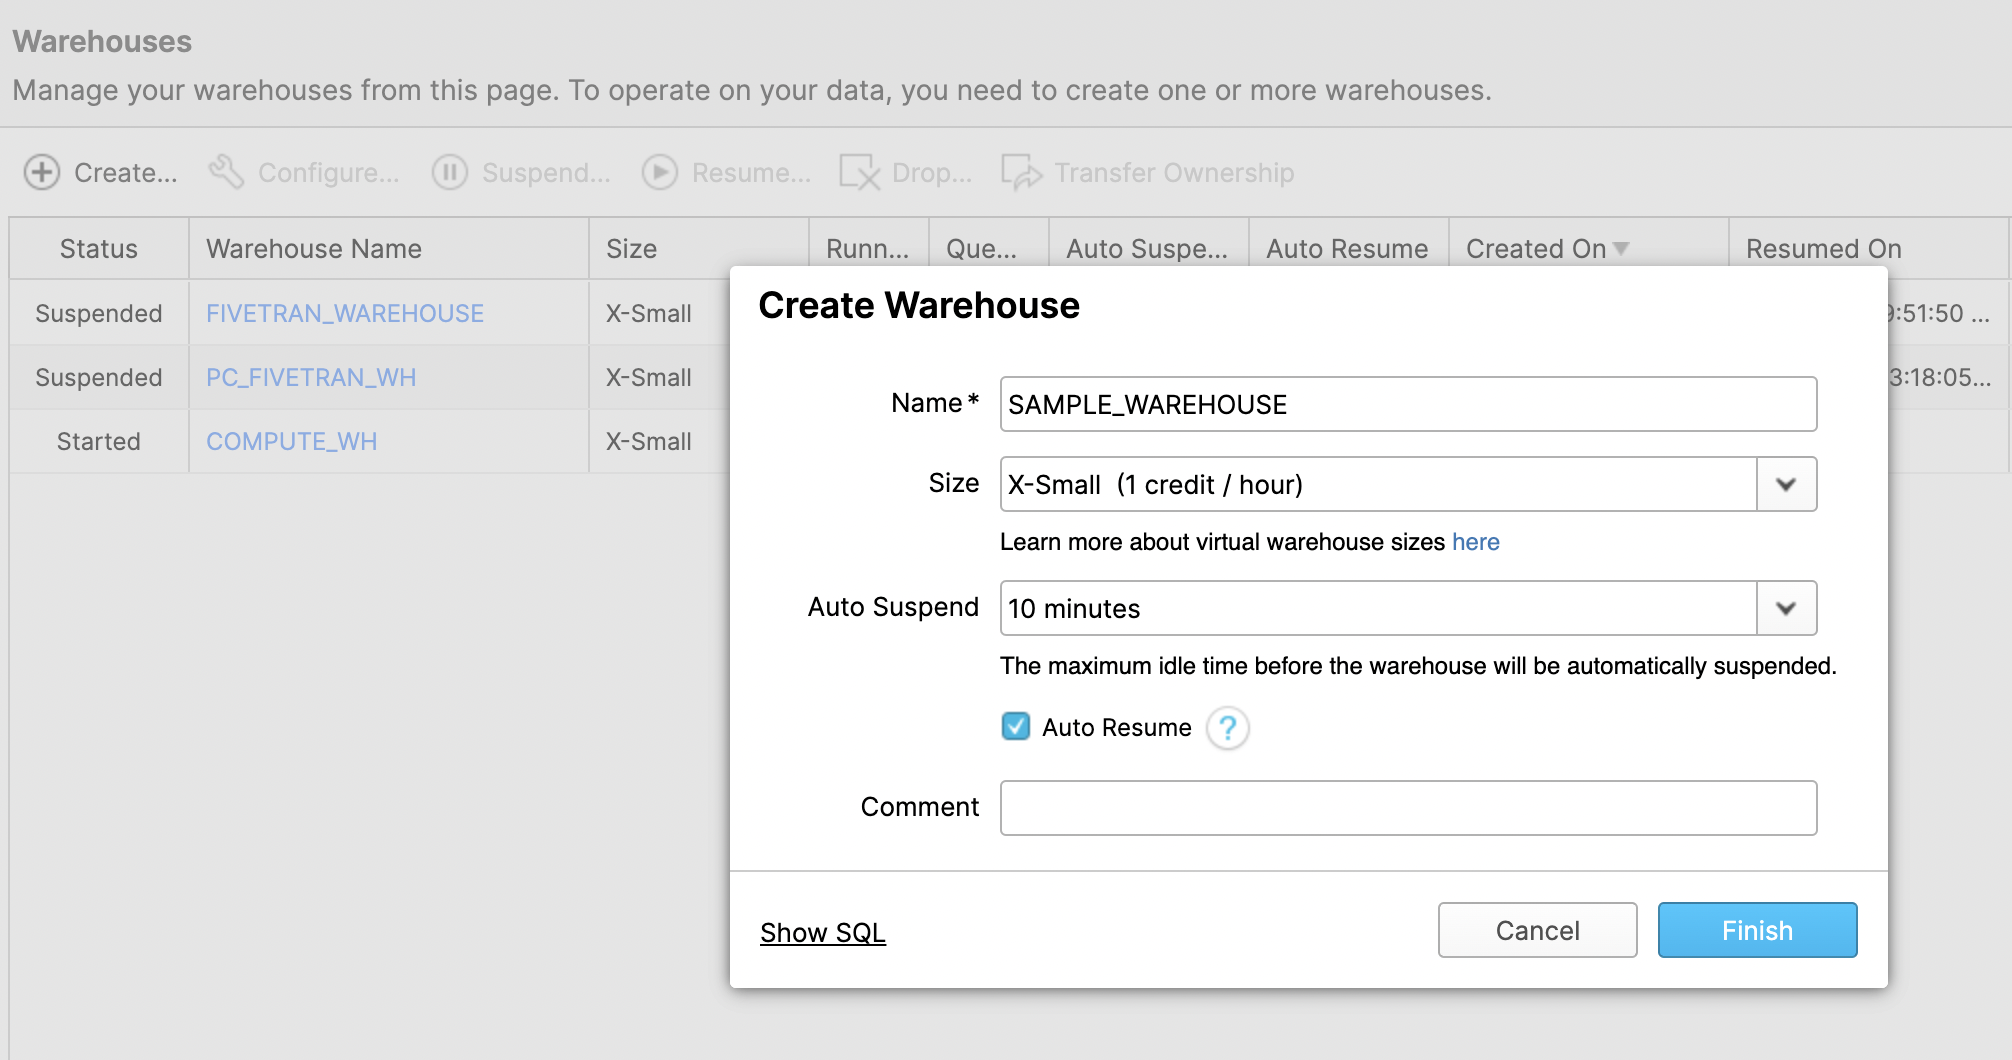 Warehouses
Manage your warehouses from this page. To operate on your data, you need to create one or more warehouses.
Create... Configure... Suspend... Resume... Drop... Transfer Ownership
Status Warehouse Name Size Runn... Que... Auto Suspe... Auto Resume Created On Resumed On
Suspended FIVETRAN_WAREHOUSE X-Small 9:51:50 ...
Suspended PC_FIVETRAN_WH X-Small 3:18:05...
Started COMPUTE_WH X-Small
Create Warehouse
Name* SAMPLE_WAREHOUSE
Size X-Small (1 credit / hour)
Learn more about virtual warehouse sizes here
Auto Suspend 10 minutes
The maximum idle time before the warehouse will be automatically suspended.
Auto Resume ?
Comment
Show SQL Cancel Finish